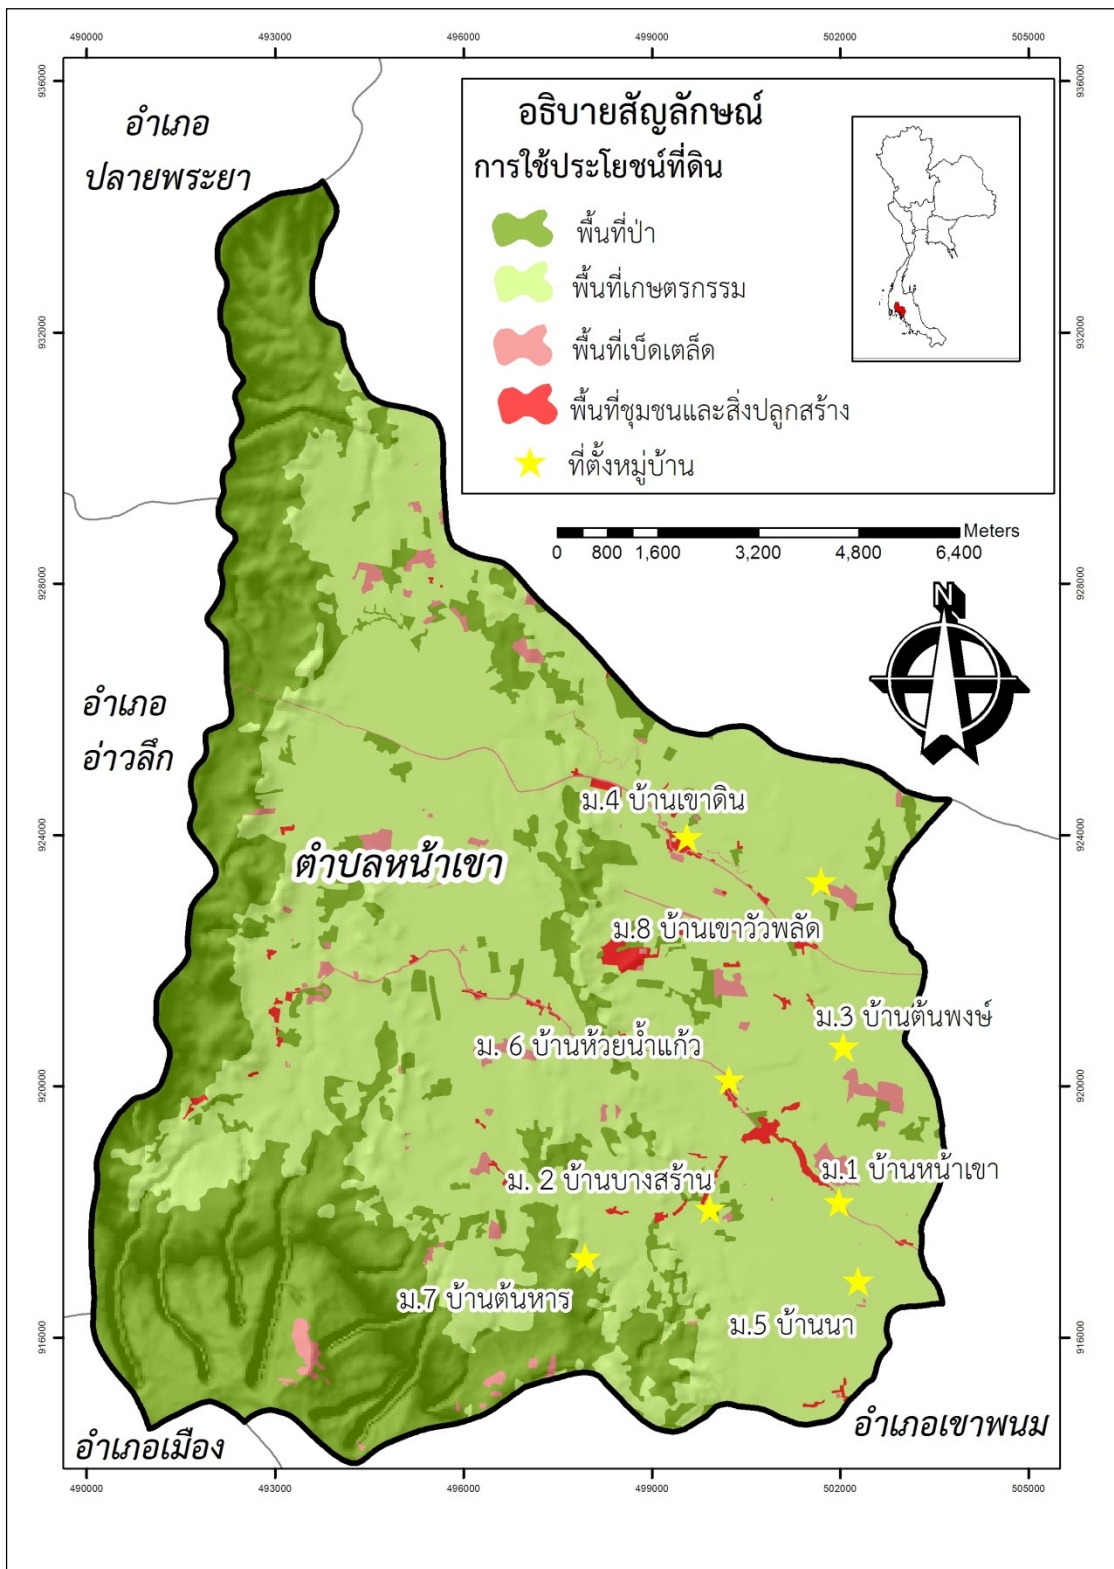 490000 493000 496000 499000 502000 505000
936000 936000
อำเภอ
ปลายพระยา
อธิบายสัญลักษณ์
การใช้ประโยชน์ที่ดิน
พื้นที่ป่า
พื้นที่เกษตรกรรม
พื้นที่เบ็ดเตล็ด
พื้นที่ชุมชนและสิ่งปลูกสร้าง
ที่ตั้งหมู่บ้าน
932000 932000
Meters
0 800 1,600 3,200 4,800 6,400
928000 928000
N
อำเภอ
อ่าวลึก
ม.4 บ้านเขาดิน
924000 924000
ตำบลหน้าเขา
ม.8 บ้านเขาวัวพลัด
ม.3 บ้านต้นพงษ์
ม. 6 บ้านห้วยน้ำแก้ว
920000 920000
ม.1 บ้านหน้าเขา
ม. 2 บ้านบางสร้าน
ม.7 บ้านต้นหาร
ม.5 บ้านนา
916000 916000
อำเภอเขาพนม
อำเภอเมือง
490000 493000 496000 499000 502000 505000